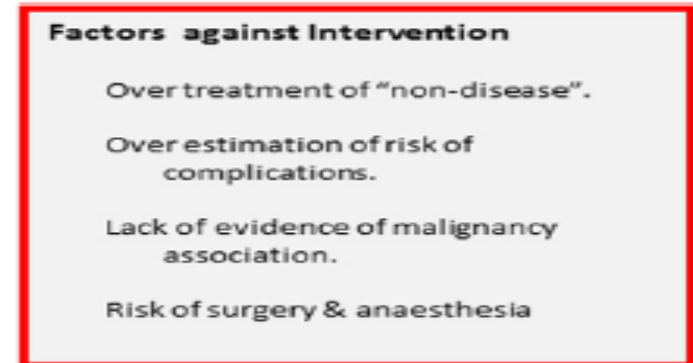 Factors against Intervention
Over treatment of “non-disease”.
Over estimation of risk of
complications.
Lack of evidence of malignancy
association.
Risk of surgery & anaesthesia